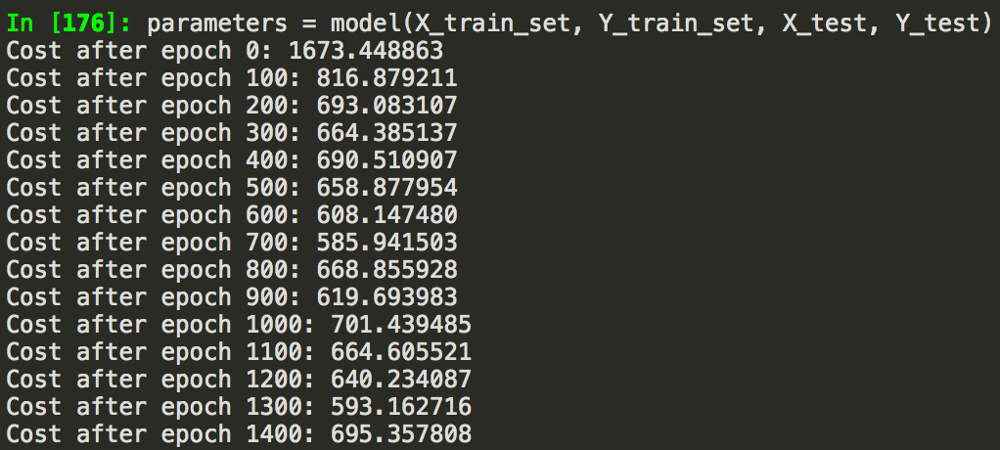 In [176]: parameters = model(X_train_set, Y_train_set, X_test, Y_test)
Cost after epoch 0: 1673.448863
Cost after epoch 100: 816.879211
Cost after epoch 200: 693.083107
Cost after epoch 300: 664.385137
Cost after epoch 400: 690.510907
Cost after epoch 500: 658.877954
Cost after epoch 600: 608.147480
Cost after epoch 700: 585.941503
Cost after epoch 800: 668.855928
Cost after epoch 900: 619.693983
Cost after epoch 1000: 701.439485
Cost after epoch 1100: 664.605521
Cost after epoch 1200: 640.234087
Cost after epoch 1300: 593.162716
Cost after epoch 1400: 695.357808